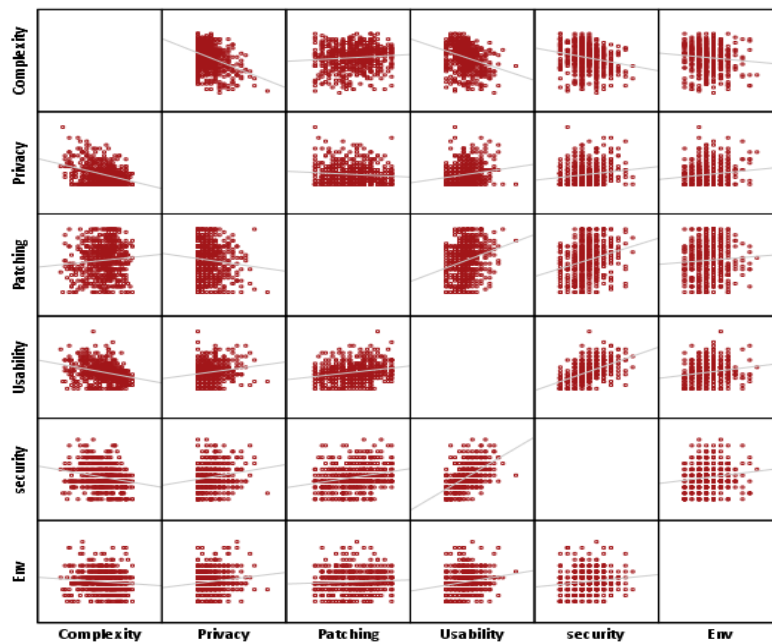 Complexity
Privacy
Patching
Usability
security
Env
Complexity Privacy Patching Usability security Env